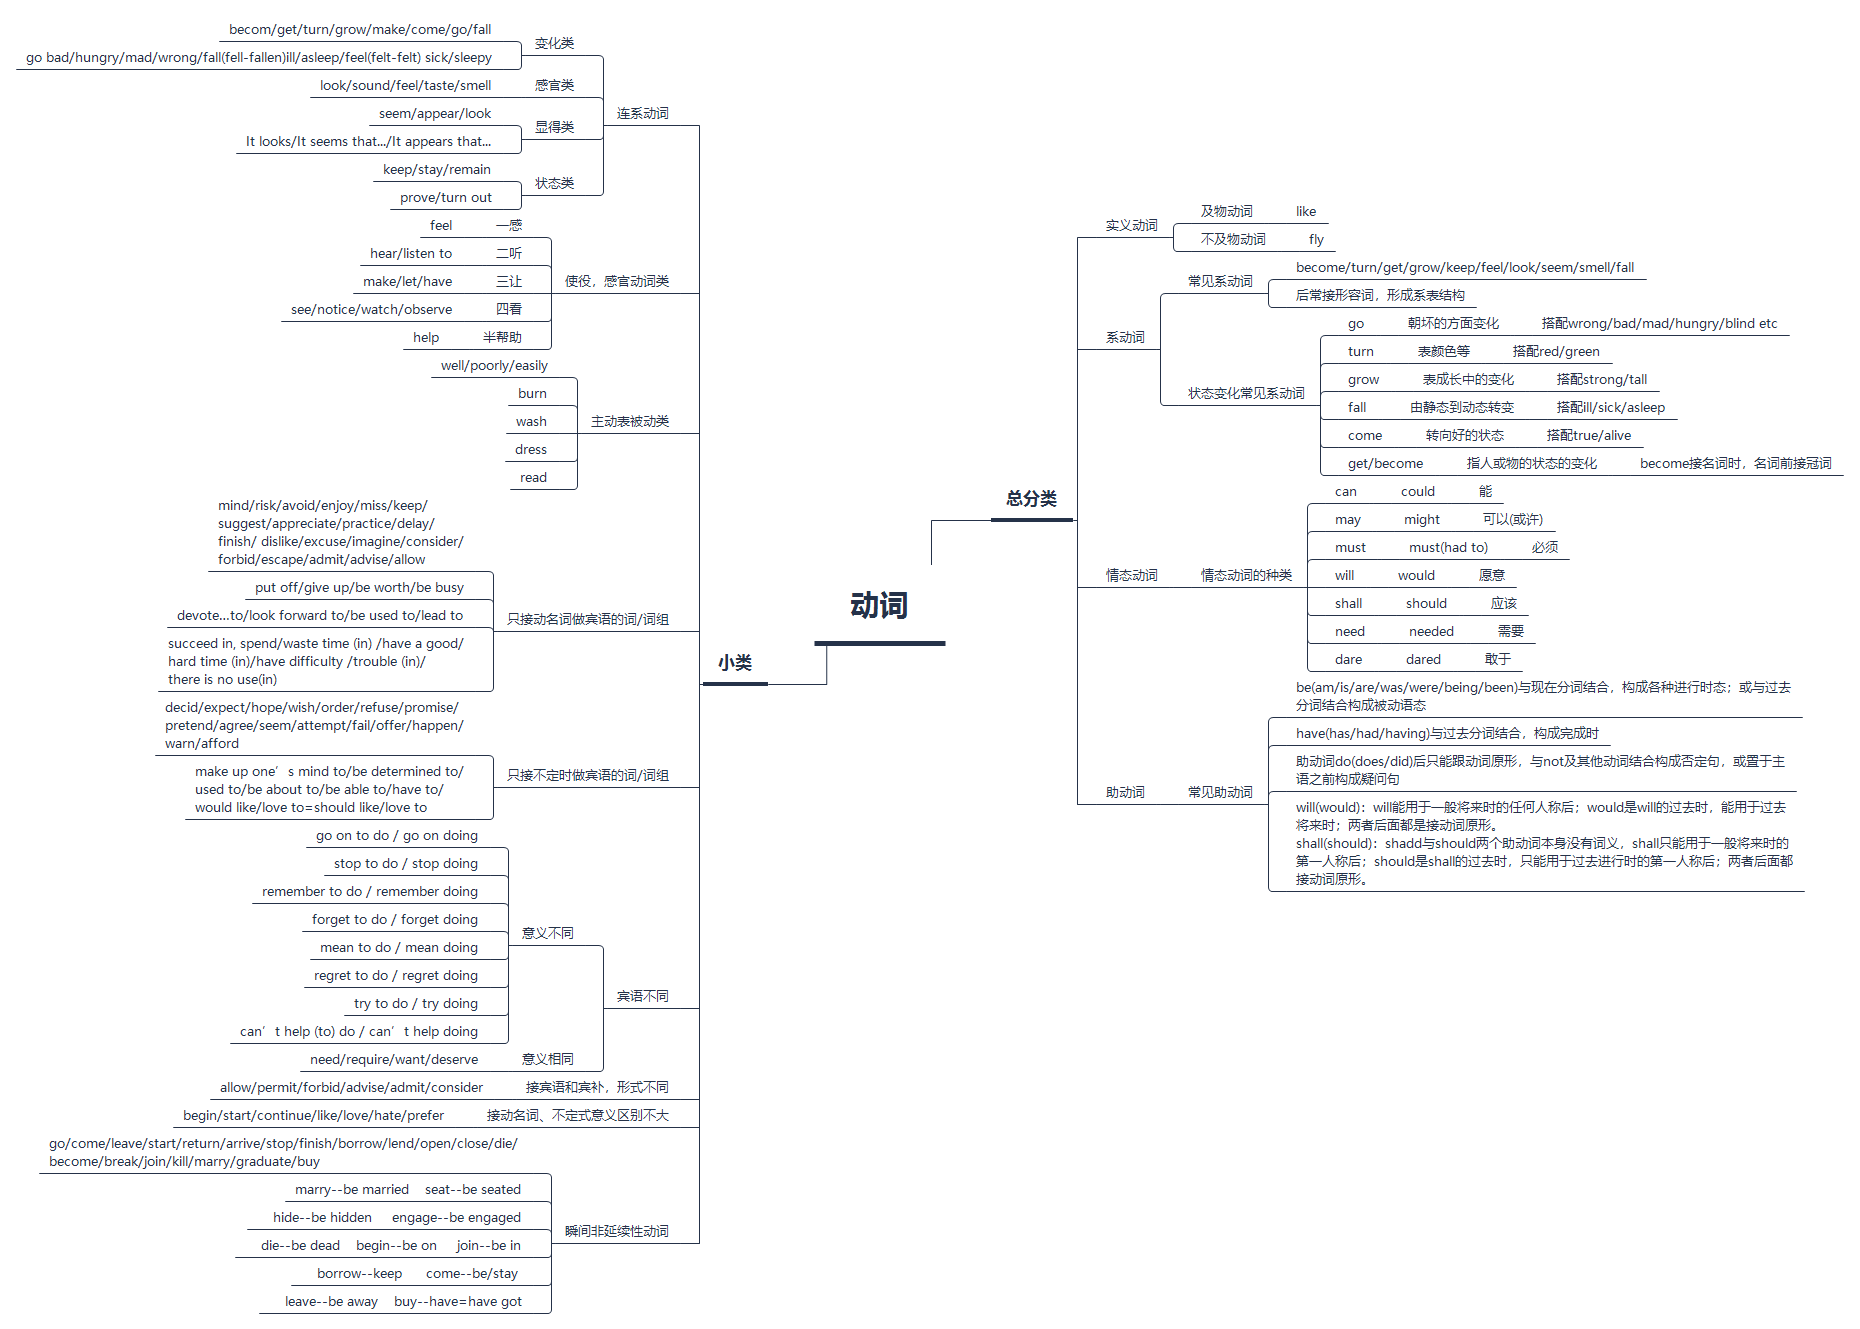 动词
总分类
实义动词
及物动词 like
不及物动词 fly
系动词
常见系动词
become/turn/get/grow/keep/feel/look/seem/smell/fall
后常接形容词，形成系表结构
状态变化常见系动词
go 朝坏的方面变化 搭配wrong/bad/mad/hungry/blind etc
turn 表颜色等 搭配red/green
grow 表成长中的变化 搭配strong/tall
fall 由静态到动态转变 搭配ill/sick/asleep
come 转向好的状态 搭配true/alive
get/become 指人或物的状态的变化 become接名词时，名词前接冠词
情态动词 情态动词的种类
can could 能
may might 可以(或许)
must must(had to) 必须
will would 愿意
shall should 应该
need needed 需要
dare dared 敢于
助动词 常见助动词
be(am/is/are/was/were/being/been)与现在分词结合，构成各种进行时态；或与过去
分词结合构成被动语态
have(has/had/having)与过去分词结合，构成完成时
助动词do(does/did)后只能跟动词原形，与not及其他动词结合构成否定句，或置于主
语之前构成疑问句
will(would)：will能用于一般将来时的任何人称后；would是will的过去时，能用于过去
将来时；两者后面都是接动词原形。
shall(should)：shadd与should两个助动词本身没有词义，shall只能用于一般将来时的
第一人称后；should是shall的过去时，只能用于过去进行时的第一人称后；两者后面都
接动词原形。
小类
连系动词
变化类
becom/get/turn/grow/make/come/go/fall
go bad/hungry/mad/wrong/fall(fell-fallen)ill/asleep/feel(felt-felt) sick/sleepy
look/sound/feel/taste/smell 感官类
显得类
seem/appear/look
It looks/It seems that.../It appears that...
状态类
keep/stay/remain
prove/turn out
使役，感官动词类
feel 一感
hear/listen to 二听
make/let/have 三让
see/notice/watch/observe 四看
help 半帮助
主动表被动类
well/poorly/easily
burn
wash
dress
read
只接动名词做宾语的词/词组
mind/risk/avoid/enjoy/miss/keep/
suggest/appreciate/practice/delay/
finish/ dislike/excuse/imagine/consider/
forbid/escape/admit/advise/allow
put off/give up/be worth/be busy
devote...to/look forward to/be used to/lead to
succeed in, spend/waste time (in) /have a good/
hard time (in)/have difficulty /trouble (in)/
there is no use(in)
只接不定时做宾语的词/词组
decid/expect/hope/wish/order/refuse/promise/
pretend/agree/seem/attempt/fail/offer/happen/
warn/afford
make up one’s mind to/be determined to/
used to/be about to/be able to/have to/
would like/love to=should like/love to
宾语不同
意义不同
go on to do / go on doing
stop to do / stop doing
remember to do / remember doing
forget to do / forget doing
mean to do / mean doing
regret to do / regret doing
try to do / try doing
can’t help (to) do / can’t help doing
need/require/want/deserve 意义相同
allow/permit/forbid/advise/admit/consider 接宾语和宾补，形式不同
begin/start/continue/like/love/hate/prefer 接动名词、不定式意义区别不大
瞬间非延续性动词
go/come/leave/start/return/arrive/stop/finish/borrow/lend/open/close/die/
become/break/join/kill/marry/graduate/buy
marry--be married seat--be seated
hide--be hidden engage--be engaged
die--be dead begin--be on join--be in
borrow--keep come--be/stay
leave--be away buy--have=have got